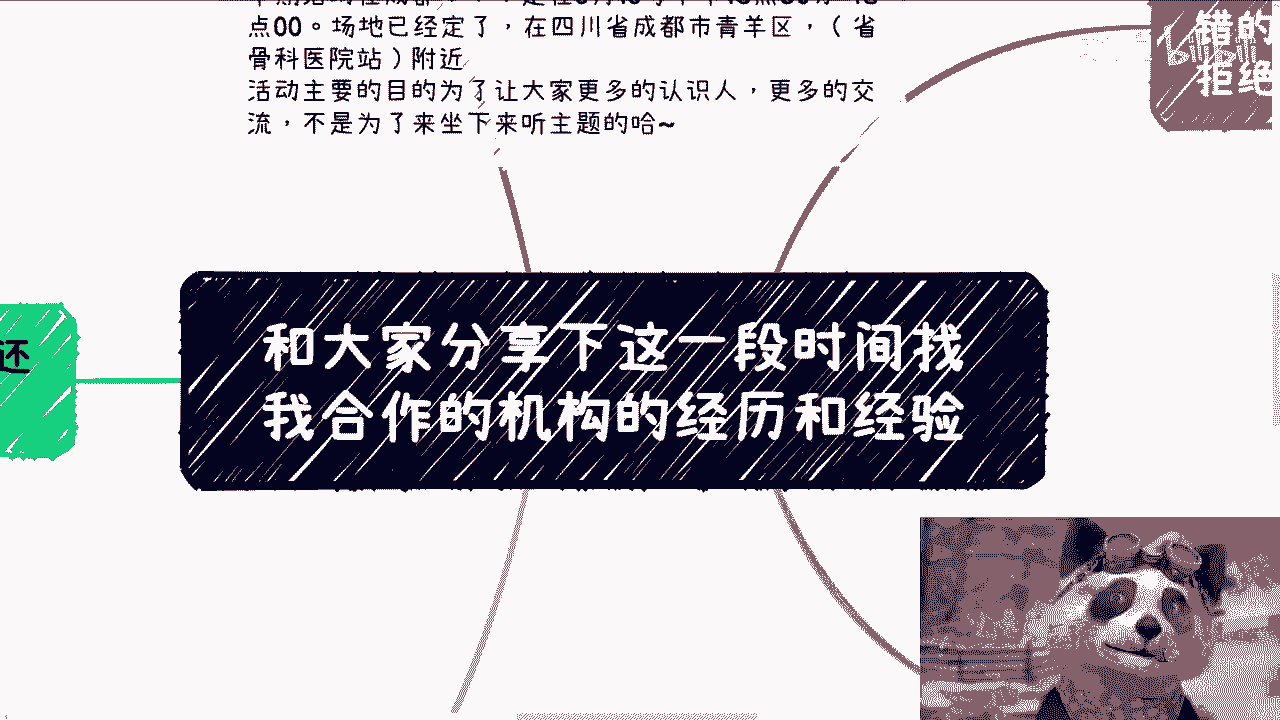 点00。场地已经定了，在四川省成都市青羊区，（省
骨科医院站）附近
活动主要的目的为了让大家更多的认识人，更多的交
流，不是为了来坐下来听主题的哈~
错的
拒绝
还
和大家分享下这一段时间找
我合作的机构的经历和经验